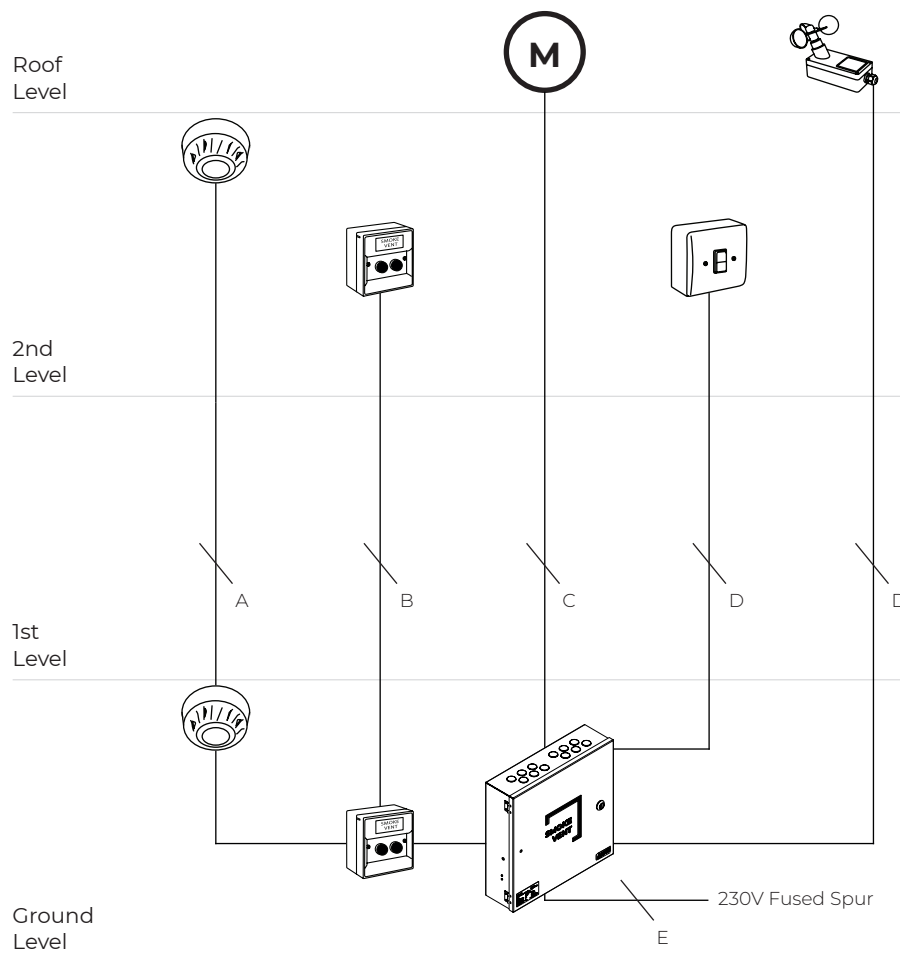 M
Roof
Level
SMOKE
VENT
2nd
Level
A
B
C
D
D
1st
Level
SMOKE
VENT
SMOKE
VENT
230V Fused Spur
E
Ground
Level